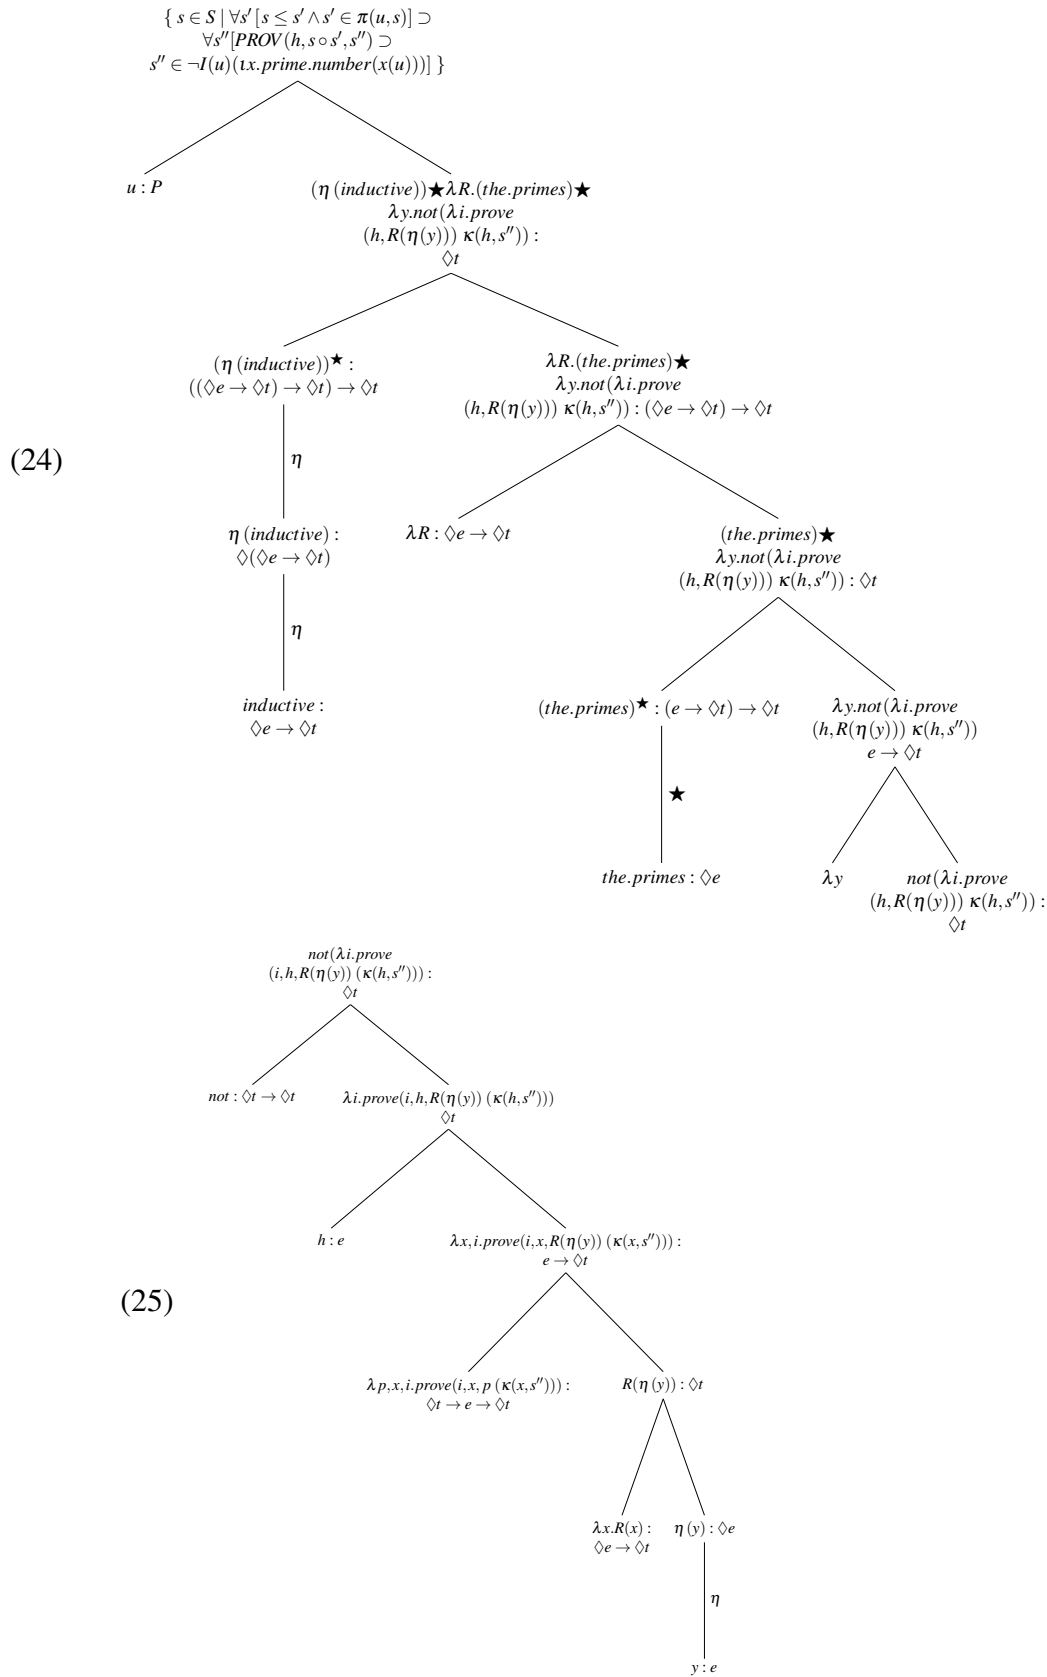 { s ∈ S | ∀s′ [s ≤ s′ ∧ s′ ∈ π(u,s)] ⊃
∀s″[PROV(h, s∘s′, s″) ⊃
s″ ∈ ¬I(u)(ιx.prime.number(x(u)))] }
u : P
(η (inductive))★λR.(the.primes)★
λy.not(λi.prove
(h,R(η(y))) κ(h,s″)) :
◊t
(η (inductive))★ :
((◊e → ◊t) → ◊t) → ◊t
λR.(the.primes)★
λy.not(λi.prove
(h,R(η(y))) κ(h,s″)) : (◊e → ◊t) → ◊t
(24)
η
η (inductive) :
◊(◊e → ◊t)
λR : ◊e → ◊t
(the.primes)★
λy.not(λi.prove
(h,R(η(y))) κ(h,s″)) : ◊t
η
inductive :
◊e → ◊t
(the.primes)★ : (e → ◊t) → ◊t
λy.not(λi.prove
(h,R(η(y))) κ(h,s″))
e → ◊t
★
the.primes : ◊e
λy
not(λi.prove
(h,R(η(y))) κ(h,s″)) :
◊t
not(λi.prove
(i,h,R(η(y)) (κ(h,s″))) :
◊t
not : ◊t → ◊t
λi.prove(i,h,R(η(y)) (κ(h,s″)))
◊t
h : e
λx,i.prove(i,x,R(η(y)) (κ(x,s″))) :
e → ◊t
(25)
λp,x,i.prove(i,x,p (κ(x,s″))) :
◊t → e → ◊t
R(η(y)) : ◊t
λx.R(x) :
◊e → ◊t
η (y) : ◊e
η
y : e